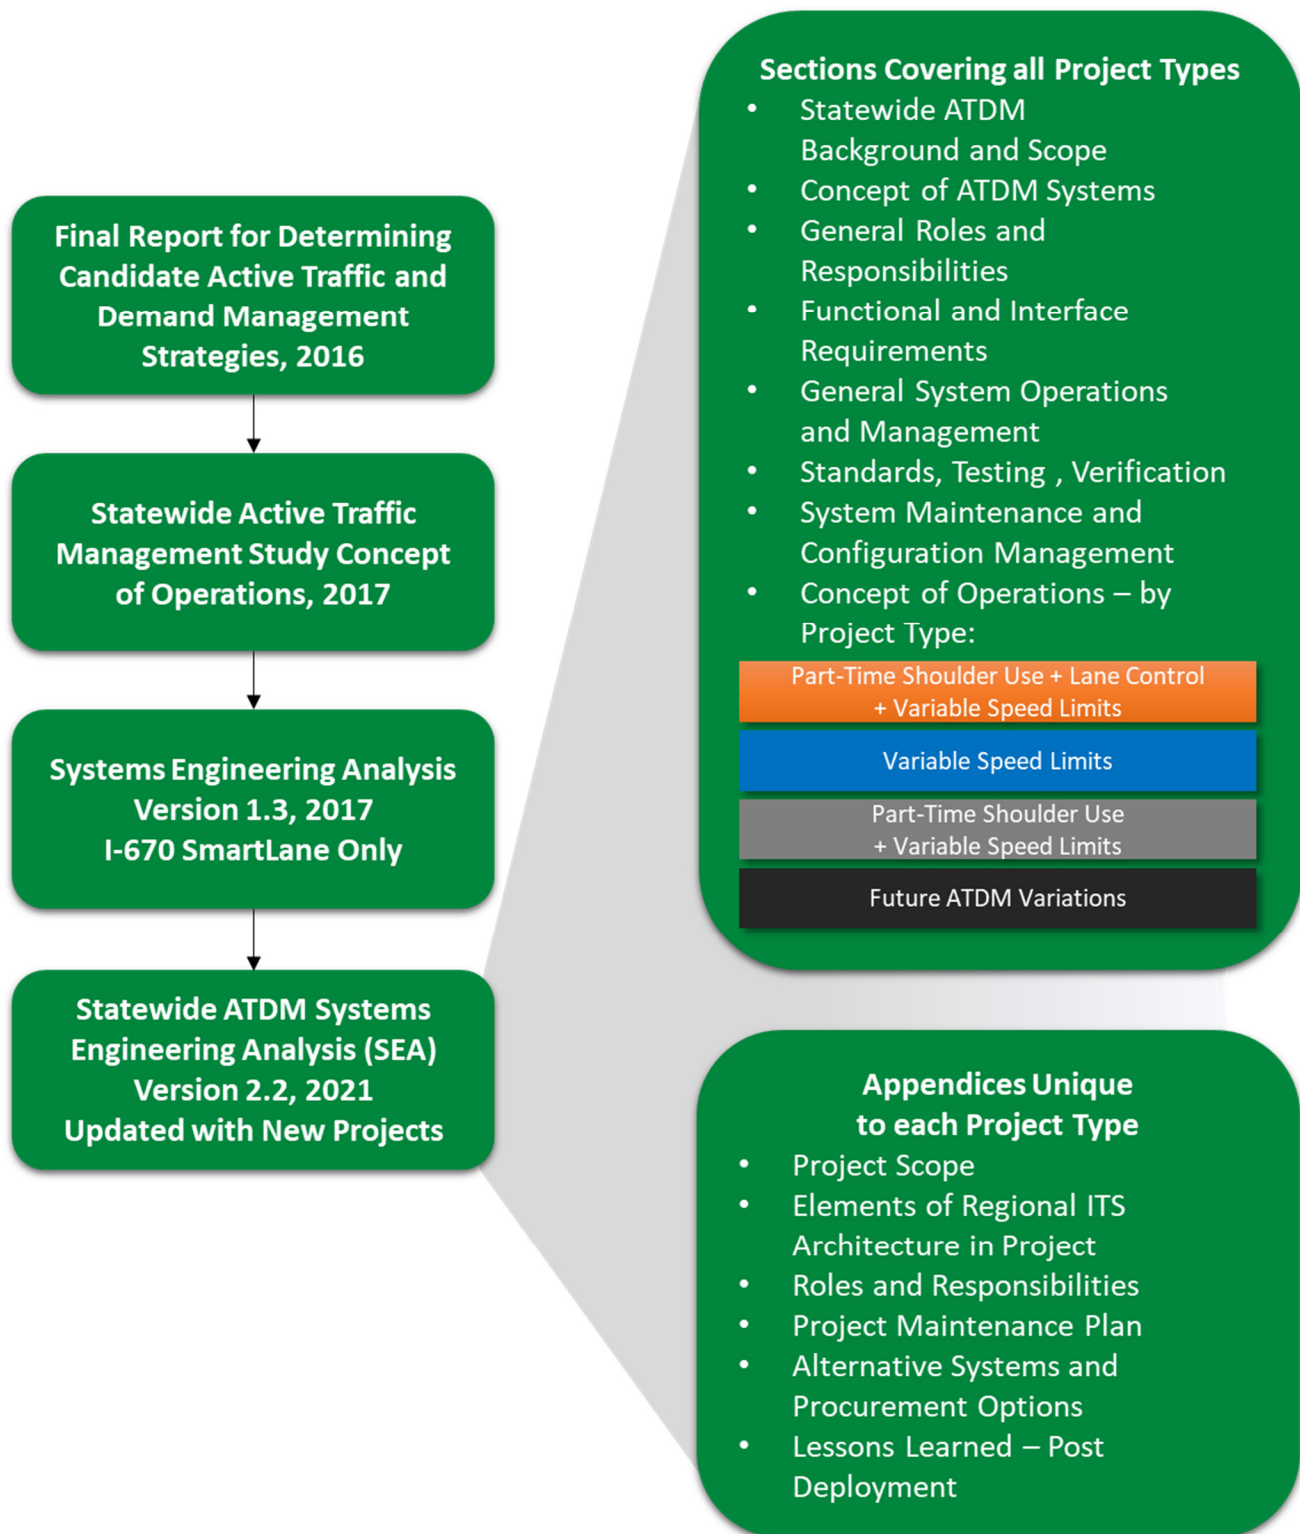 Final Report for Determining
Candidate Active Traffic and
Demand Management
Strategies, 2016
Statewide Active Traffic
Management Study Concept
of Operations, 2017
Systems Engineering Analysis
Version 1.3, 2017
I-670 SmartLane Only
Statewide ATDM Systems
Engineering Analysis (SEA)
Version 2.2, 2021
Updated with New Projects
Sections Covering all Project Types
• Statewide ATDM
Background and Scope
• Concept of ATDM Systems
• General Roles and
Responsibilities
• Functional and Interface
Requirements
• General System Operations
and Management
• Standards, Testing , Verification
• System Maintenance and
Configuration Management
• Concept of Operations – by
Project Type:
Part-Time Shoulder Use + Lane Control
+ Variable Speed Limits
Variable Speed Limits
Part-Time Shoulder Use
+ Variable Speed Limits
Future ATDM Variations
Appendices Unique
to each Project Type
• Project Scope
• Elements of Regional ITS
Architecture in Project
• Roles and Responsibilities
• Project Maintenance Plan
• Alternative Systems and
Procurement Options
• Lessons Learned – Post
Deployment